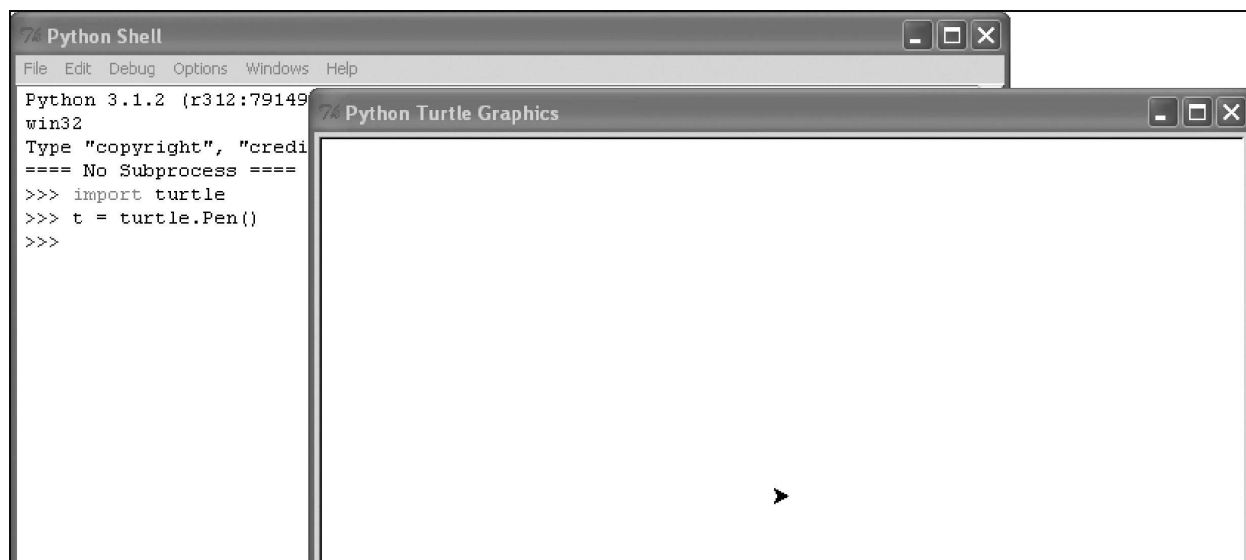 Python Shell
File Edit Debug Options Windows Help
Python 3.1.2 (r312:79149
win32
Type "copyright", "credi
==== No Subprocess ====
>>> import turtle
>>> t = turtle.Pen()
>>>
Python Turtle Graphics